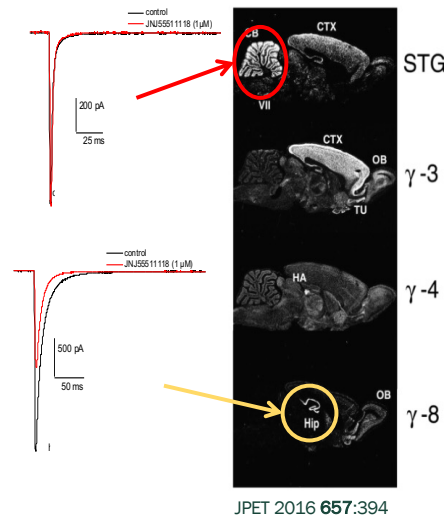 control
JNJ55511118 (1µM)
200 pA
25 ms
CB
CTX
VII
STG
CTX
OB
TU
γ-3
HA
γ-4
control
JNJ55511118 (1 µM)
500 pA
50 ms
OB
Hip
γ-8
JPET 2016 657:394